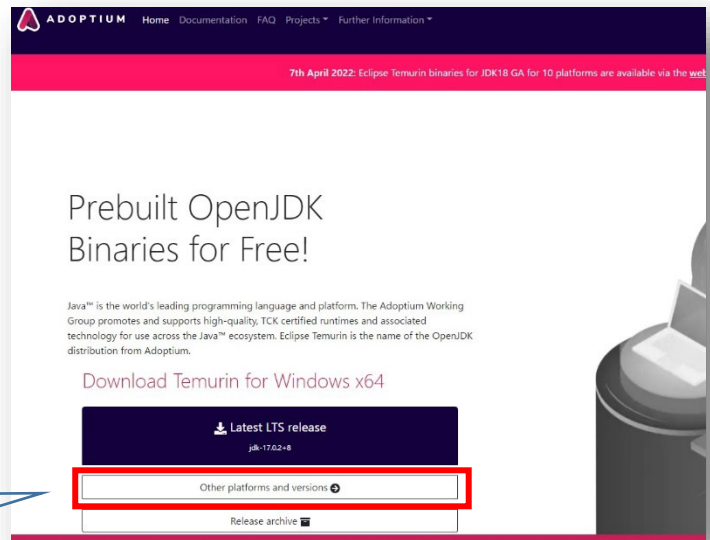 ADOPTIUM Home Documentation FAQ Projects Further Information
7th April 2022: Eclipse Temurin binaries for JDK18 GA for 10 platforms are available via the web
Prebuilt OpenJDK
Binaries for Free!
Java™ is the world's leading programming language and platform. The Adoptium Working
Group promotes and supports high-quality, TCK certified runtimes and associated
technology for use across the Java™ ecosystem. Eclipse Temurin is the name of the OpenJDK
distribution from Adoptium.
Download Temurin for Windows x64
Latest LTS release
jdk-17.0.2+8
Other platforms and versions
Release archive